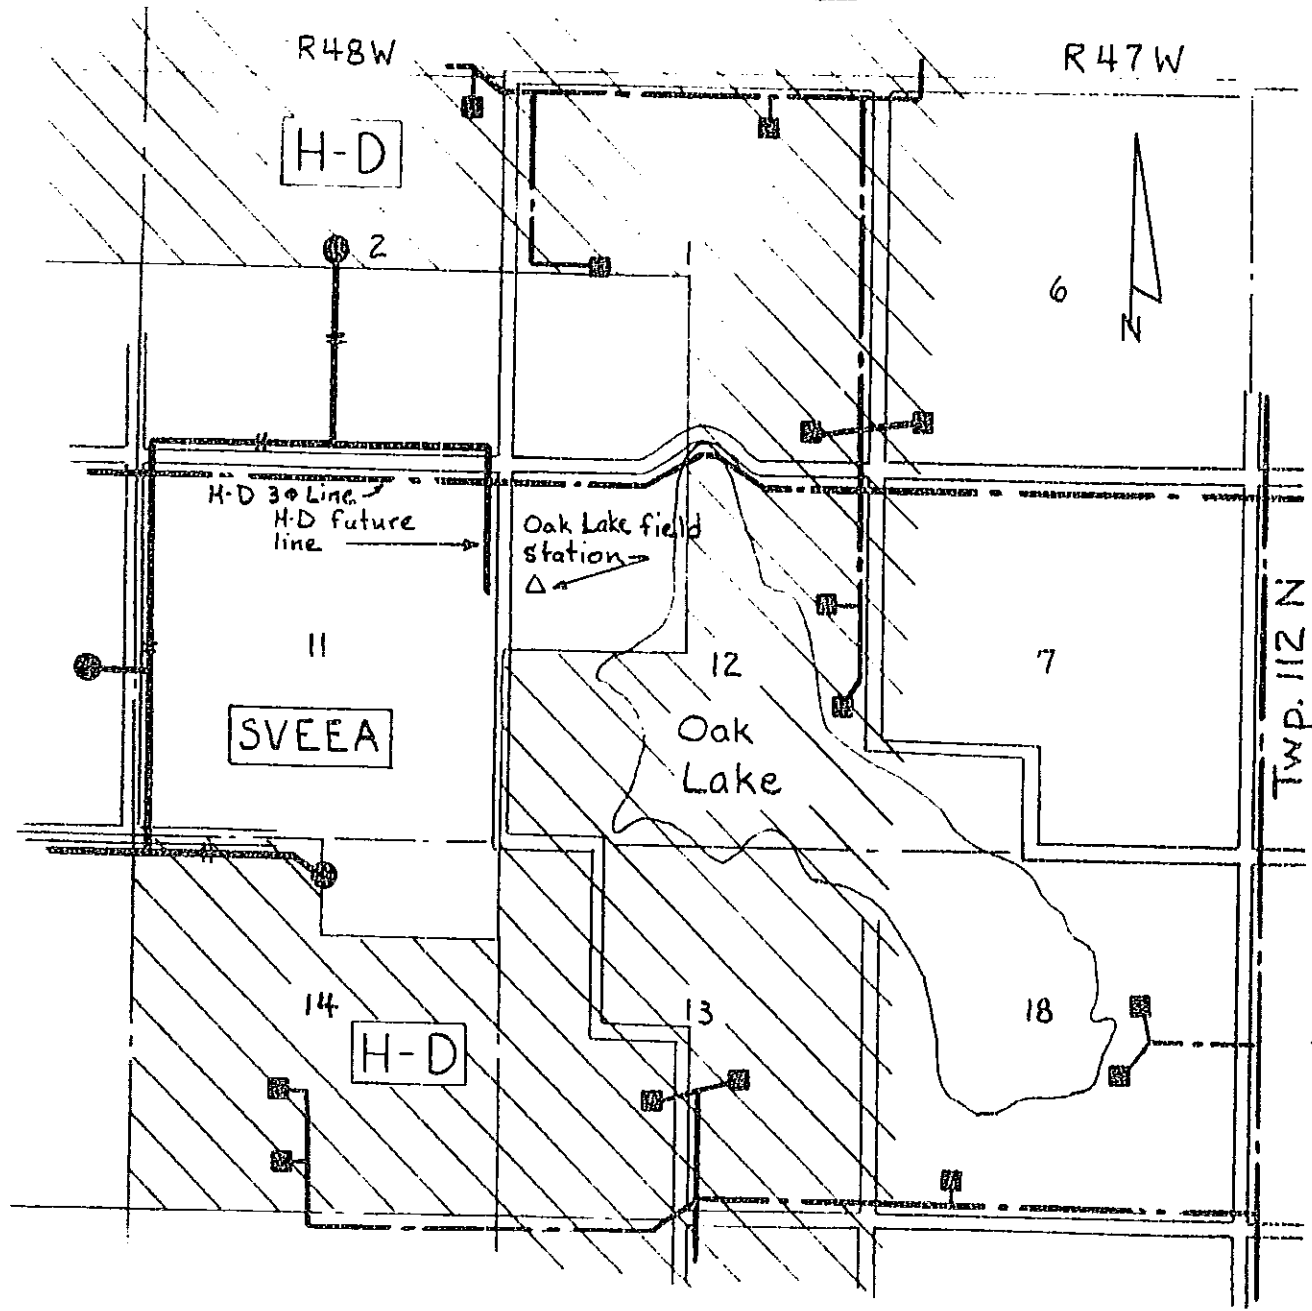 R48W
R47W
H-D
2
6
N
H-D 3Φ Line
H-D future
line
Oak Lake field
station
11
12
7
Twp. 112 N
SVEEA
Oak
Lake
14
13
18
H-D